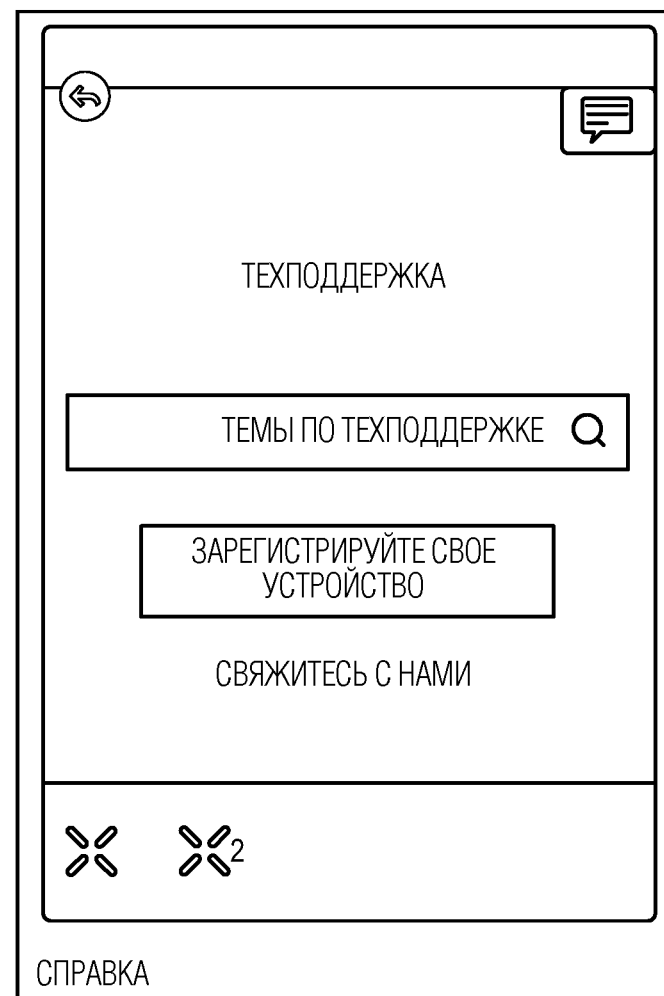 ТЕХПОДДЕРЖКА
ТЕМЫ ПО ТЕХПОДДЕРЖКЕ
ЗАРЕГИСТРИРУЙТЕ СВОЕ
УСТРОЙСТВО
СВЯЖИТЕСЬ С НАМИ
2
СПРАВКА